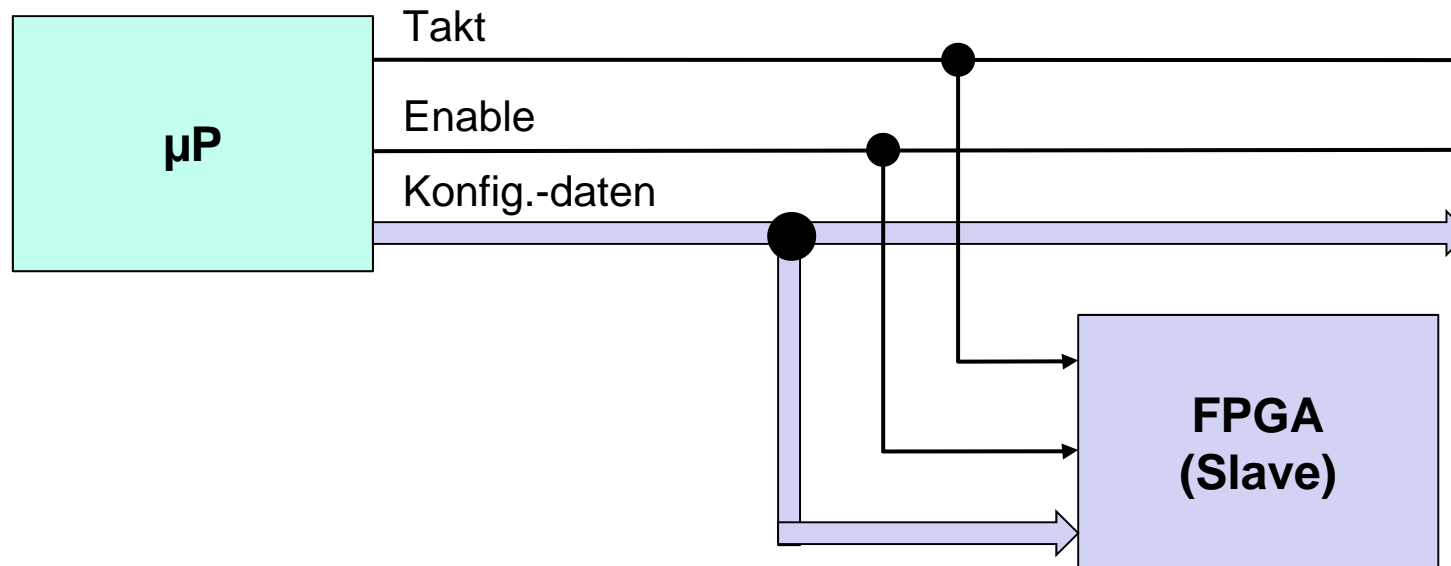 Takt
Enable
µP
Konfig.-daten
FPGA
(Slave)